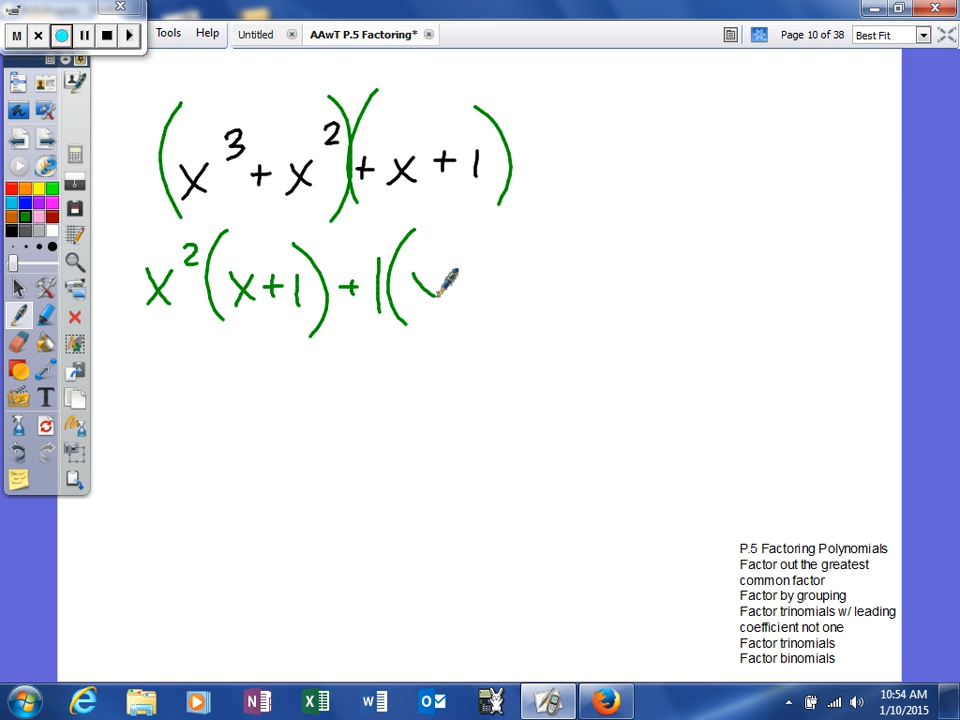 M
Tools Help Untitled AAwT P.5 Factoring* Page 10 of 38 Best Fit
(x³ + x²)(+ x + 1)
x²(x+1) + 1(
P.5 Factoring Polynomials
Factor out the greatest
common factor
Factor by grouping
Factor trinomials w/ leading
coefficient not one
Factor trinomials
Factor binomials
10:54 AM
1/10/2015